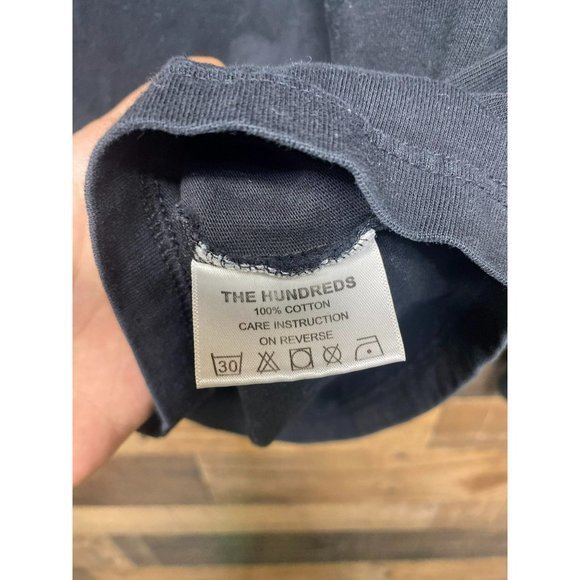 THE HUNDREDS
100% COTTON
CARE INSTRUCTION
ON REVERSE
30